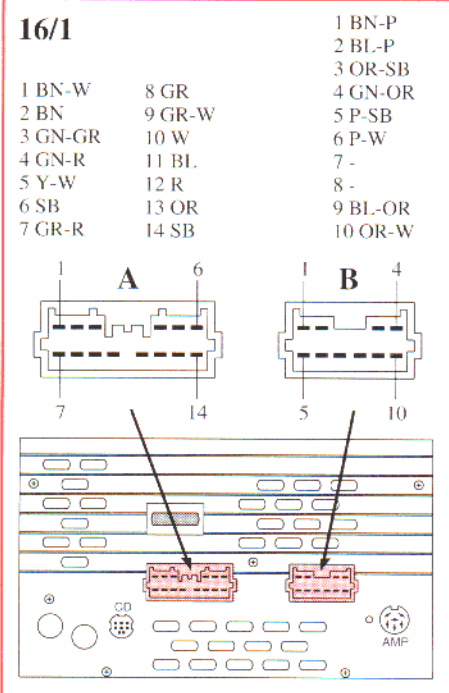 16/1
1 BN-W
2 BN
3 GN-GR
4 GN-R
5 Y-W
6 SB
7 GR-R
8 GR
9 GR-W
10 W
11 BL
12 R
13 OR
14 SB
1 BN-P
2 BL-P
3 OR-SB
4 GN-OR
5 P-SB
6 P-W
7 -
8 -
9 BL-OR
10 OR-W
1 A 6
1 B 4
7 14
5 10
CD
AMP